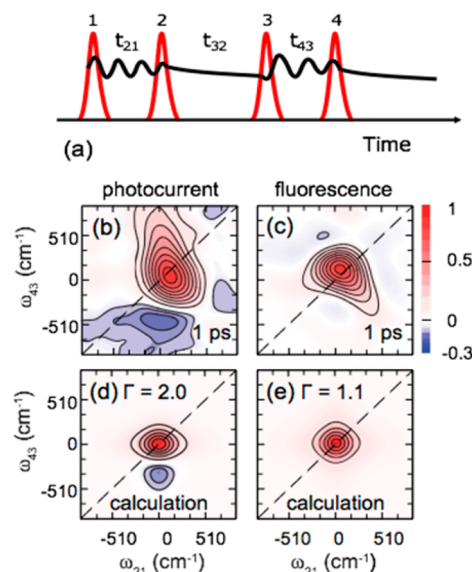 1 2 3 4
t21 t32 t43
Time
(a)
photocurrent fluorescence
(b) (c)
1 ps 1 ps
ω43 (cm-1)
510
0
-510
1
0.5
0
-0.3
(d) Γ = 2.0 (e) Γ = 1.1
ω43 (cm-1)
510
0
-510
calculation calculation
-510 0 510 -510 0 510
ω21 (cm-1) ω21 (cm-1)